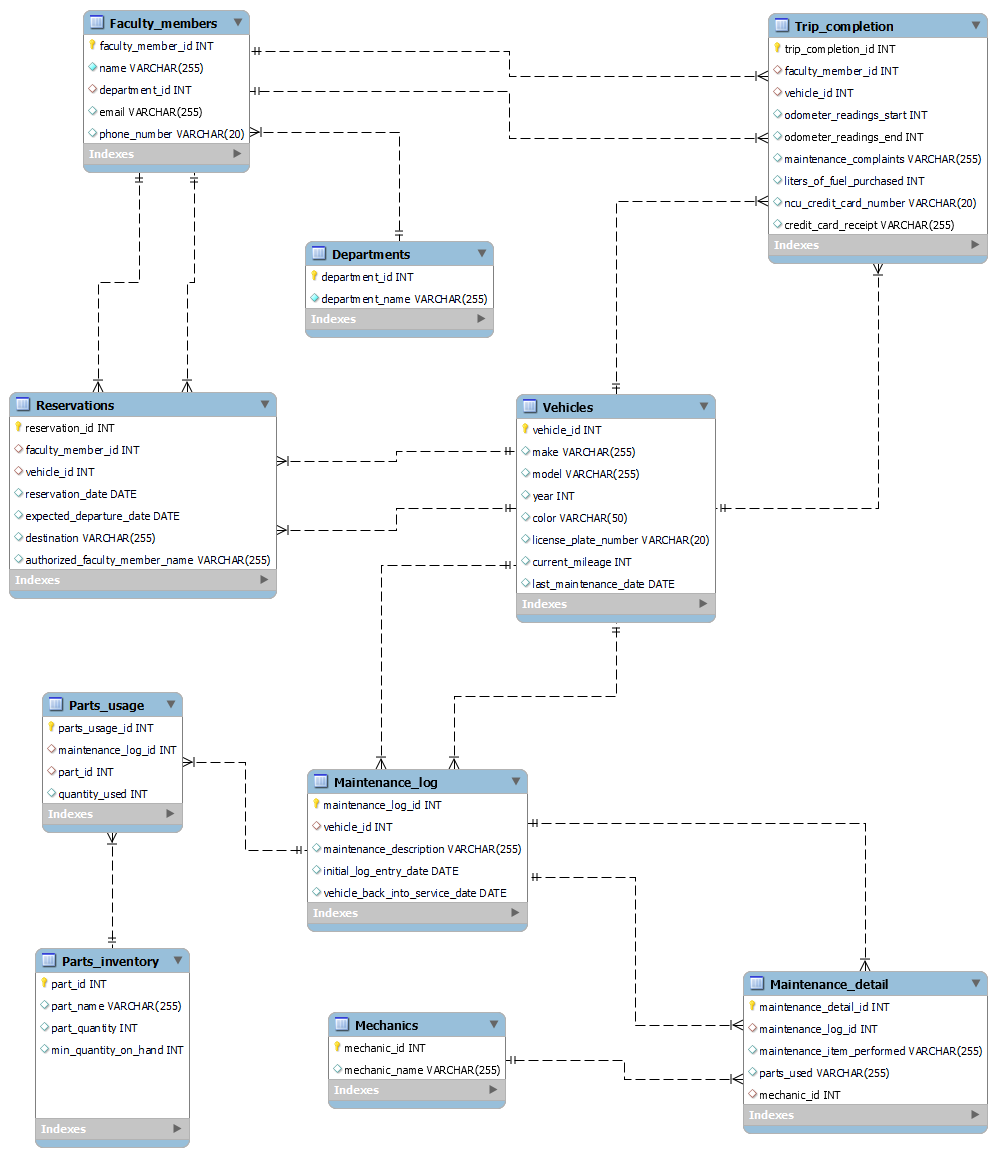 Faculty_members
faculty_member_id INT
name VARCHAR(255)
department_id INT
email VARCHAR(255)
phone_number VARCHAR(20)
Indexes
Trip_completion
trip_completion_id INT
faculty_member_id INT
vehicle_id INT
odometer_readings_start INT
odometer_readings_end INT
maintenance_complaints VARCHAR(255)
liters_of_fuel_purchased INT
ncu_credit_card_number VARCHAR(20)
credit_card_receipt VARCHAR(255)
Indexes
Departments
department_id INT
department_name VARCHAR(255)
Indexes
Reservations
reservation_id INT
faculty_member_id INT
vehicle_id INT
reservation_date DATE
expected_departure_date DATE
destination VARCHAR(255)
authorized_faculty_member_name VARCHAR(255)
Indexes
Vehicles
vehicle_id INT
make VARCHAR(255)
model VARCHAR(255)
year INT
color VARCHAR(50)
license_plate_number VARCHAR(20)
current_mileage INT
last_maintenance_date DATE
Indexes
Parts_usage
parts_usage_id INT
maintenance_log_id INT
part_id INT
quantity_used INT
Indexes
Maintenance_log
maintenance_log_id INT
vehicle_id INT
maintenance_description VARCHAR(255)
initial_log_entry_date DATE
vehicle_back_into_service_date DATE
Indexes
Parts_inventory
part_id INT
part_name VARCHAR(255)
part_quantity INT
min_quantity_on_hand INT
Indexes
Mechanics
mechanic_id INT
mechanic_name VARCHAR(255)
Indexes
Maintenance_detail
maintenance_detail_id INT
maintenance_log_id INT
maintenance_item_performed VARCHAR(255)
parts_used VARCHAR(255)
mechanic_id INT
Indexes